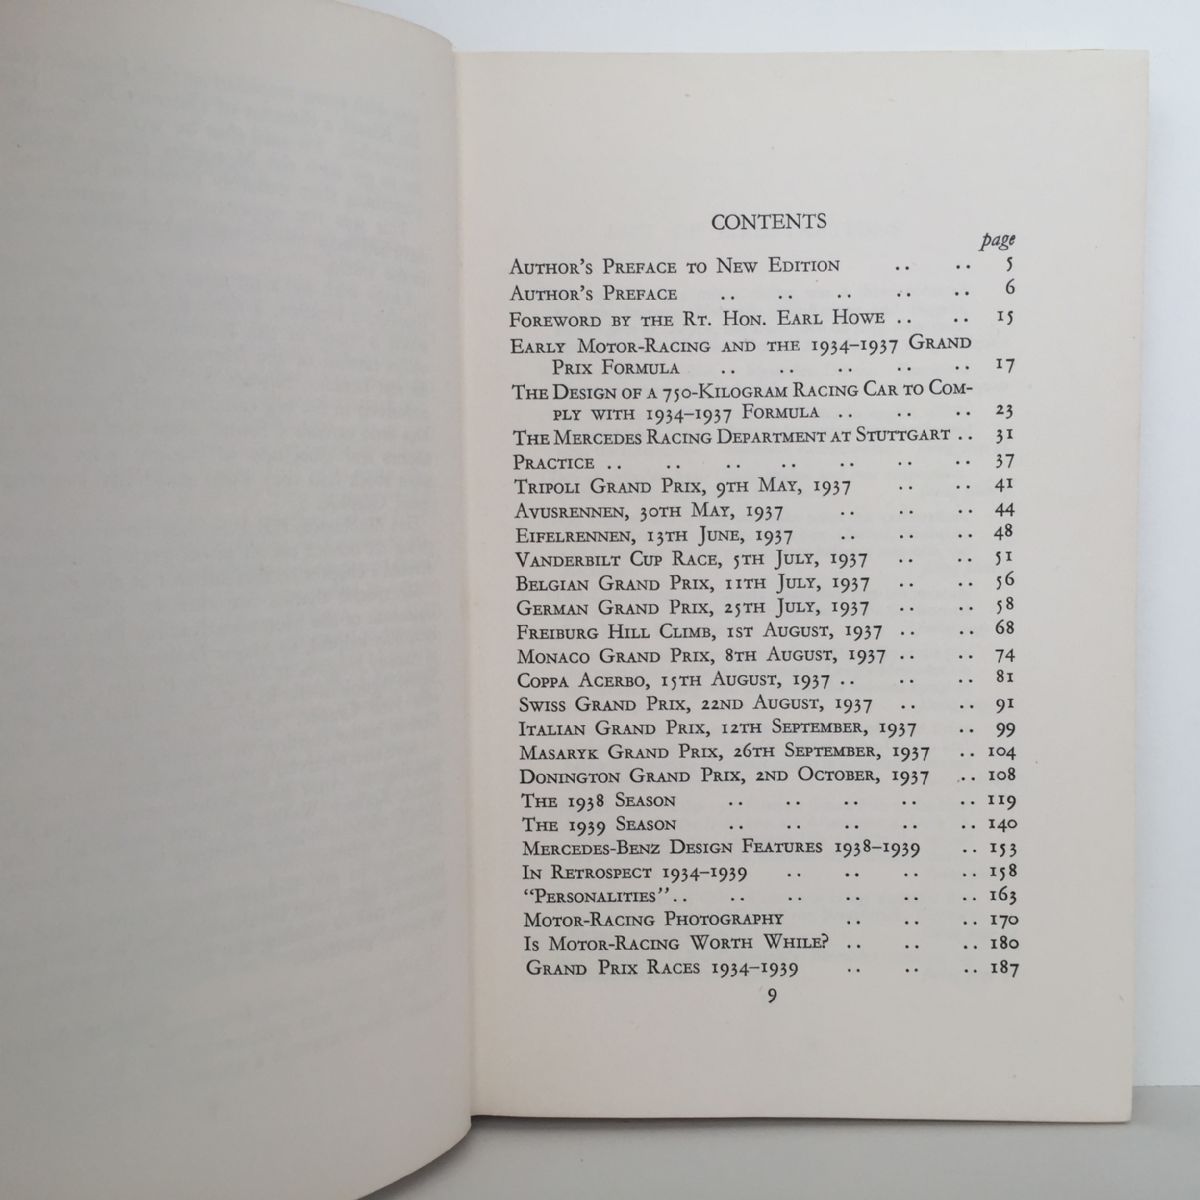 CONTENTS
page
Author's Preface to New Edition .. .. 5
Author's Preface .. .. .. .. .. 6
Foreword by the Rt. Hon. Earl Howe .. .. 15
Early Motor-Racing and the 1934–1937 Grand
Prix Formula .. .. .. .. .. 17
The Design of a 750-Kilogram Racing Car to Com-
ply with 1934–1937 Formula .. .. .. 23
The Mercedes Racing Department at Stuttgart .. 31
Practice .. .. .. .. .. .. .. 37
Tripoli Grand Prix, 9th May, 1937 .. .. 41
Avusrennen, 30th May, 1937 .. .. .. 44
Eifelrennen, 13th June, 1937 .. .. .. 48
Vanderbilt Cup Race, 5th July, 1937 .. .. 51
Belgian Grand Prix, 11th July, 1937 .. .. 56
German Grand Prix, 25th July, 1937 .. .. 58
Freiburg Hill Climb, 1st August, 1937 .. .. 68
Monaco Grand Prix, 8th August, 1937 .. .. 74
Coppa Acerbo, 15th August, 1937 .. .. .. 81
Swiss Grand Prix, 22nd August, 1937 .. .. 91
Italian Grand Prix, 12th September, 1937 .. 99
Masaryk Grand Prix, 26th September, 1937 .. 104
Donington Grand Prix, 2nd October, 1937 .. 108
The 1938 Season .. .. .. .. .. 119
The 1939 Season .. .. .. .. .. 140
Mercedes-Benz Design Features 1938–1939 .. 153
In Retrospect 1934–1939 .. .. .. .. 158
"Personalities" .. .. .. .. .. .. 163
Motor-Racing Photography .. .. .. 170
Is Motor-Racing Worth While? .. .. .. 180
Grand Prix Races 1934–1939 .. .. .. 187
9